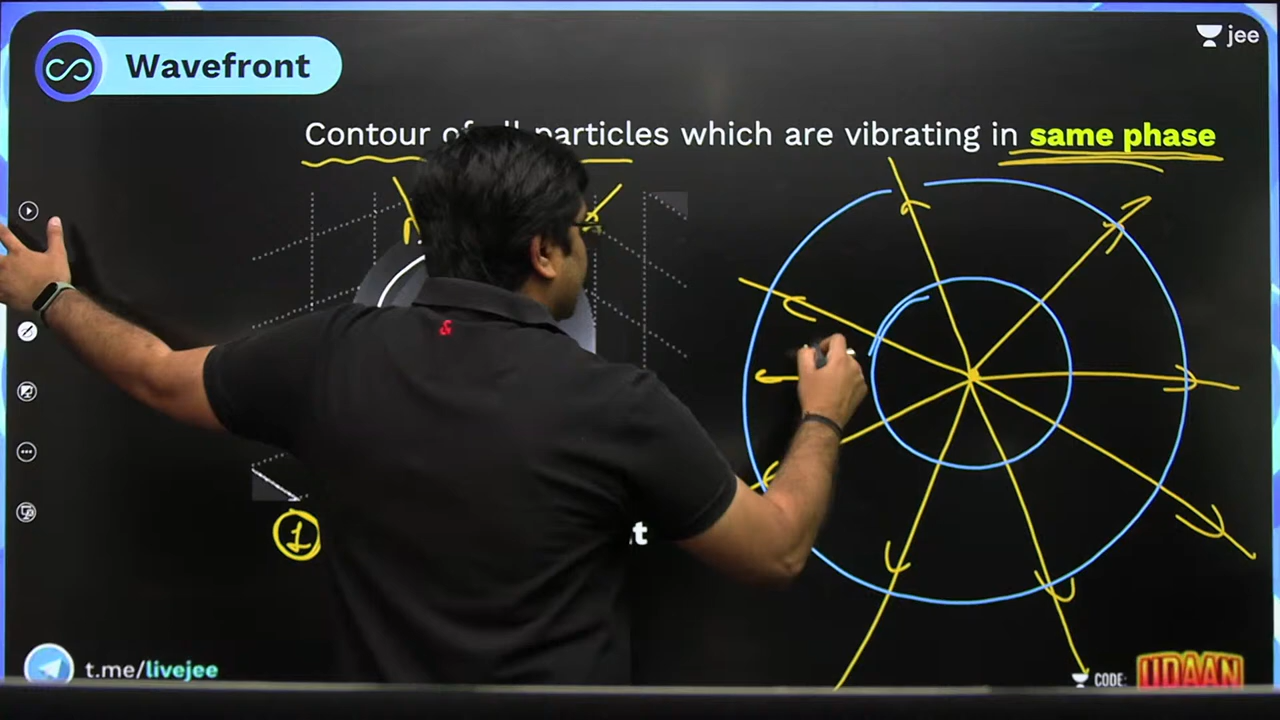 Wavefront
jee
Contour of particles which are vibrating in same phase
1
t.me/livejee
CODE: UDAAN